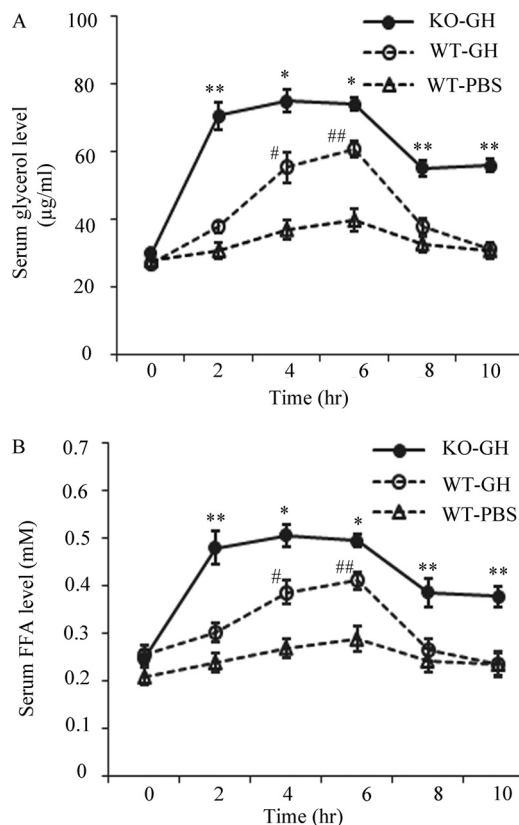 A
100
KO-GH
WT-GH
WT-PBS
80
** * * ** **
# ##
60
40
20
0
Serum glycerol level
(µg/ml)
0 2 4 6 8 10
Time (hr)
B
0.7
KO-GH
WT-GH
WT-PBS
0.6
0.5
** * * ** **
# ##
0.4
0.3
0.2
0
Serum FFA level (mM)
0 2 4 6 8 10
Time (hr)